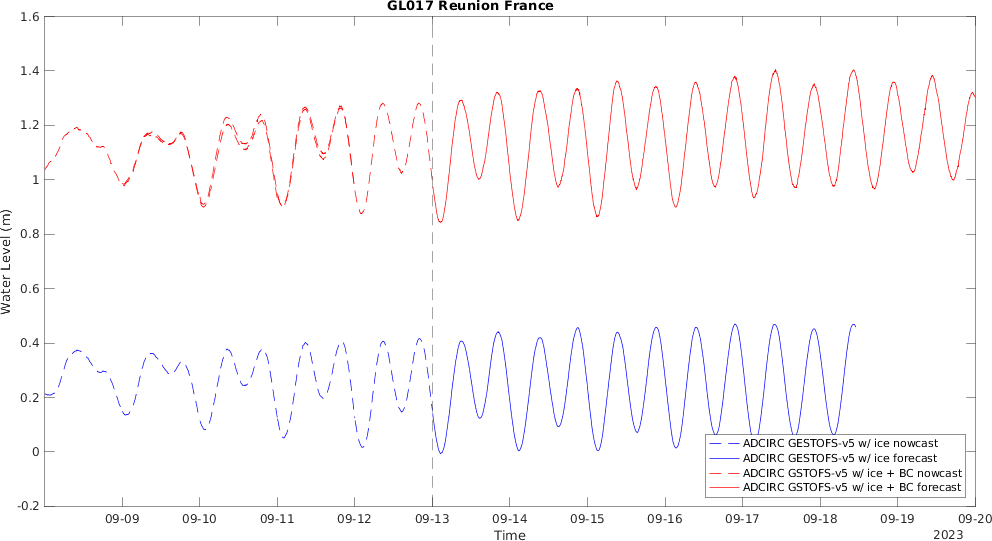 GL017 Reunion France
1.6
1.4
1.2
1
0.8
0.6
0.4
0.2
0
-0.2
Water Level (m)
ADCIRC GESTOFS-v5 w/ ice nowcast
ADCIRC GESTOFS-v5 w/ ice forecast
ADCIRC GSTOFS-v5 w/ ice + BC nowcast
ADCIRC GSTOFS-v5 w/ ice + BC forecast
09-09 09-10 09-11 09-12 09-13 09-14 09-15 09-16 09-17 09-18 09-19 09-20
Time
2023